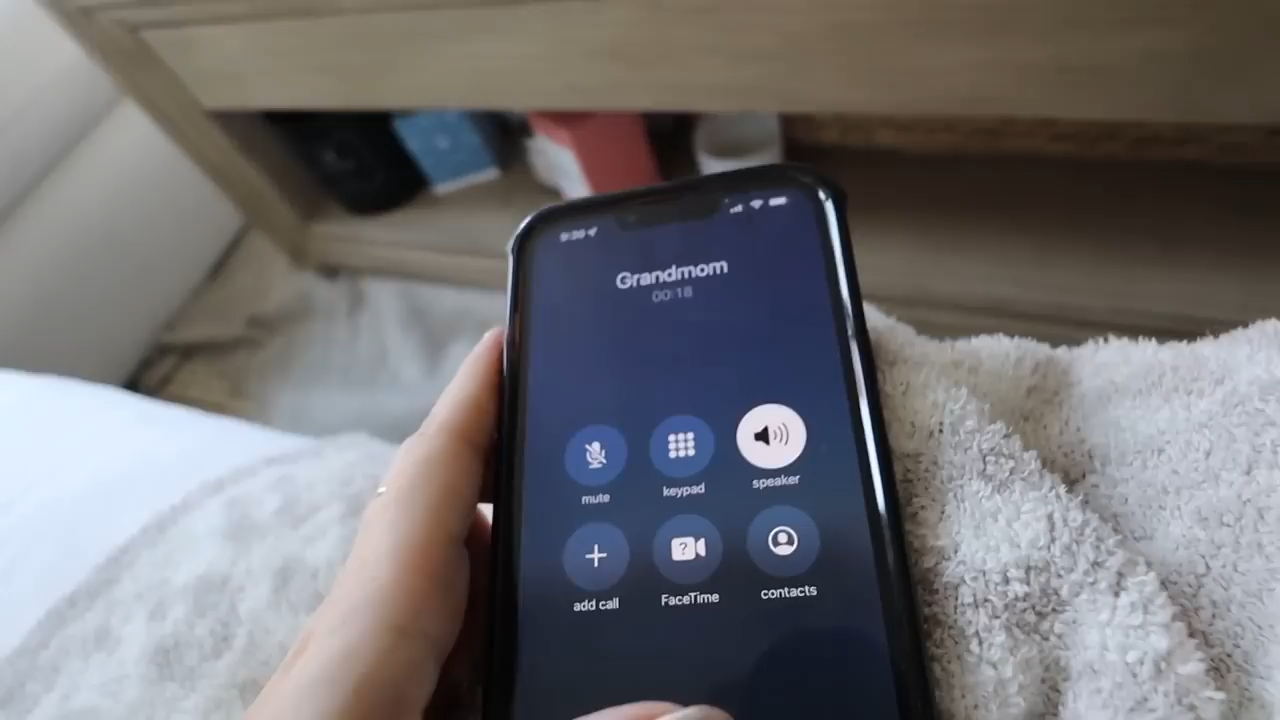 Grandmom
00:18
mute keypad speaker
?
add call FaceTime contacts